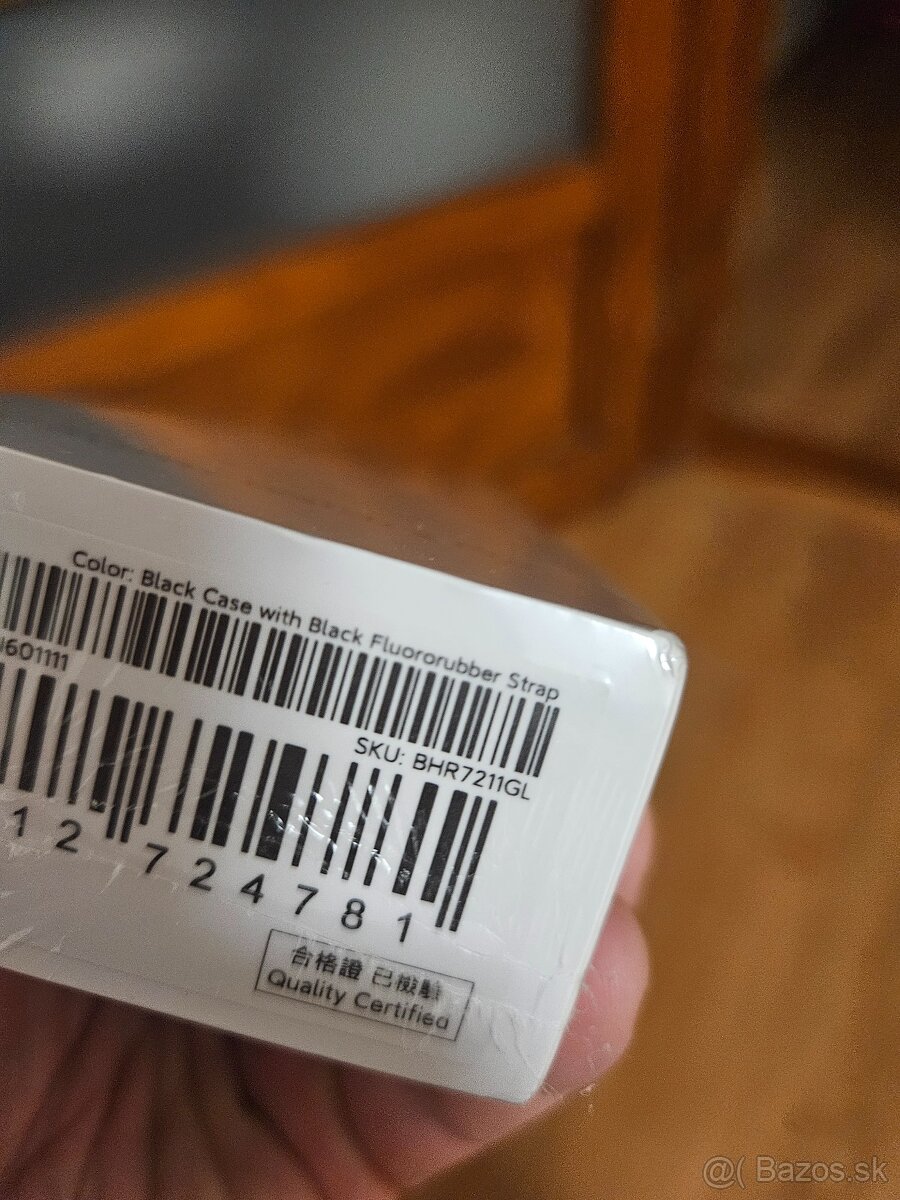 Color: Black Case with Black Fluororubber Strap
601111
SKU: BHR7211GL
12 724781
合格證 已檢驗
Quality Certified
@( Bazos.sk